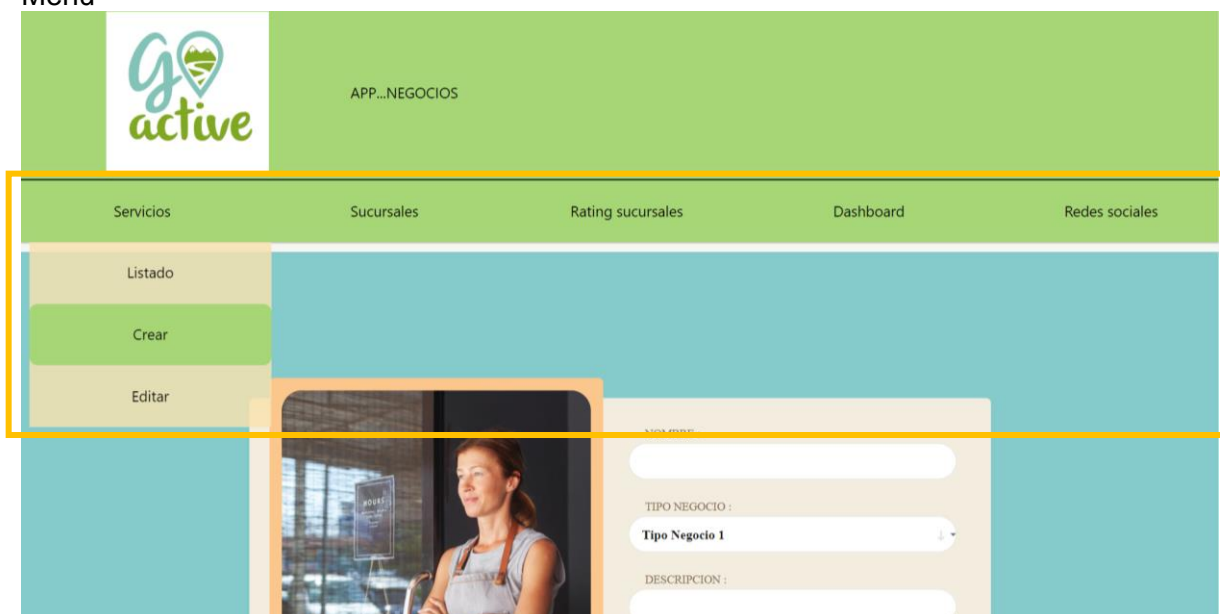 Menú
go
active
APP...NEGOCIOS
Servicios Sucursales Rating sucursales Dashboard Redes sociales
Listado
Crear
Editar
HOURS
TIPO NEGOCIO :
Tipo Negocio 1
DESCRIPCION :